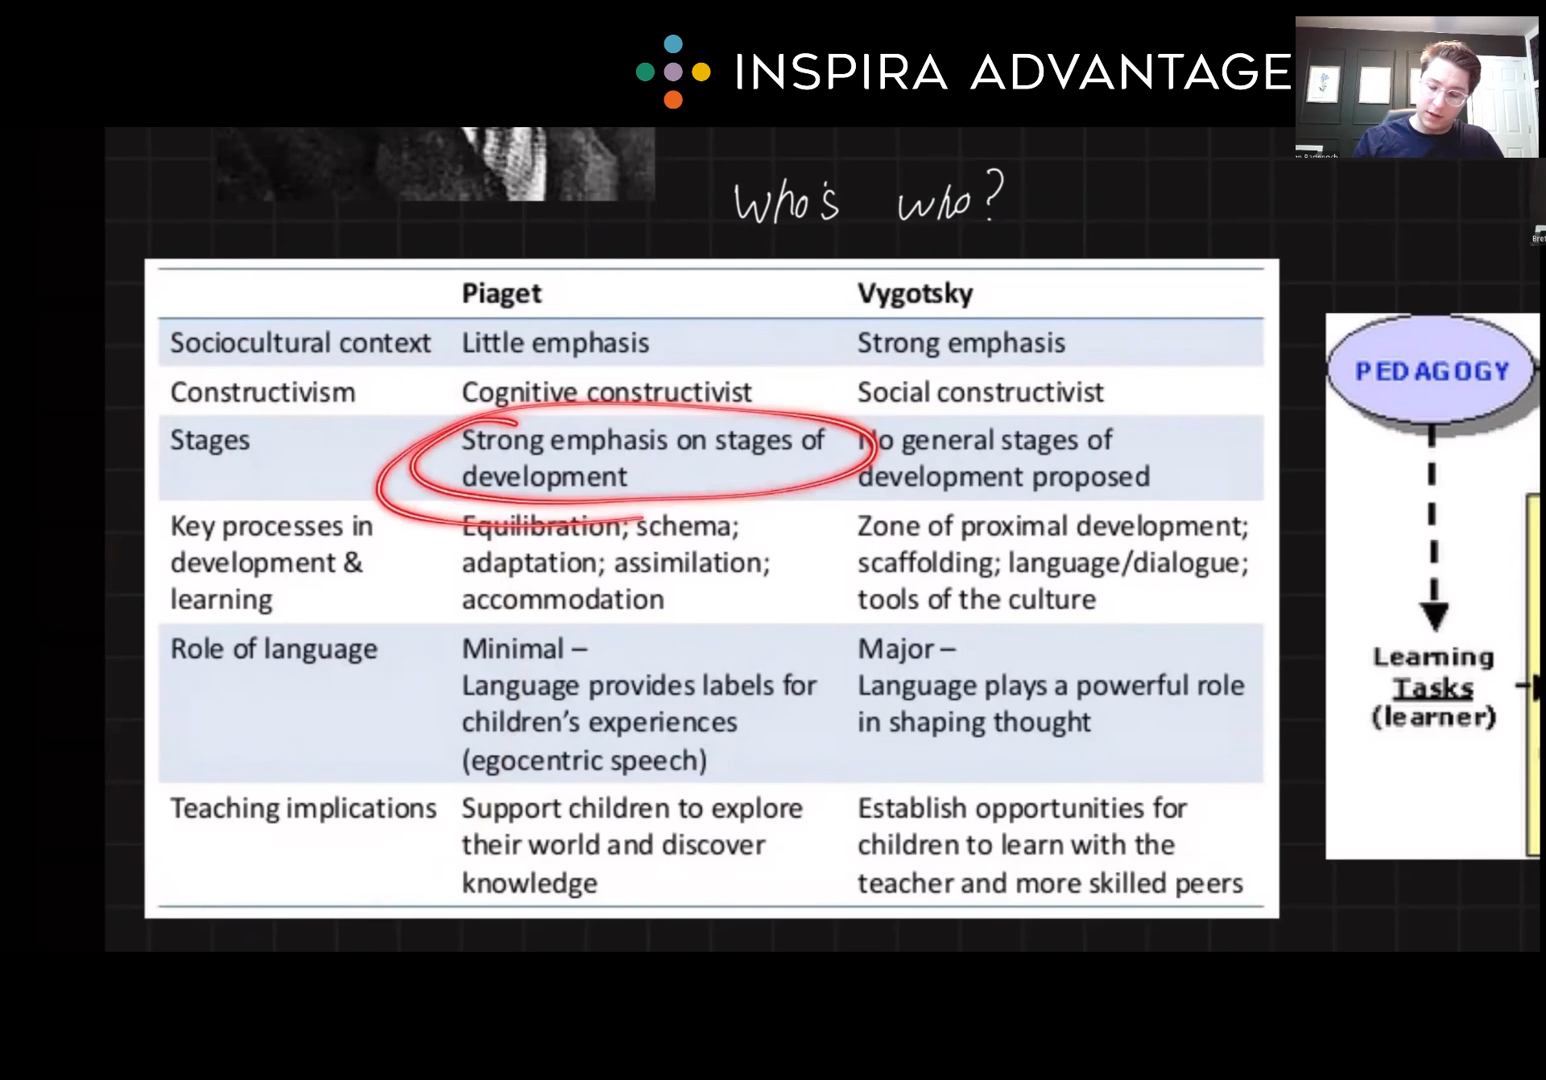 INSPIRA ADVANTAGE
who's who?
Piaget Vygotsky
Sociocultural context Little emphasis Strong emphasis
Constructivism Cognitive constructivist Social constructivist
Stages Strong emphasis on stages of No general stages of
development development proposed
Key processes in Equilibration; schema; Zone of proximal development;
development & adaptation; assimilation; scaffolding; language/dialogue;
learning accommodation tools of the culture
Role of language Minimal – Major –
Language provides labels for Language plays a powerful role
children's experiences in shaping thought
(egocentric speech)
Teaching implications Support children to explore Establish opportunities for
their world and discover children to learn with the
knowledge teacher and more skilled peers
PEDAGOGY
Learning
Tasks
(learner)